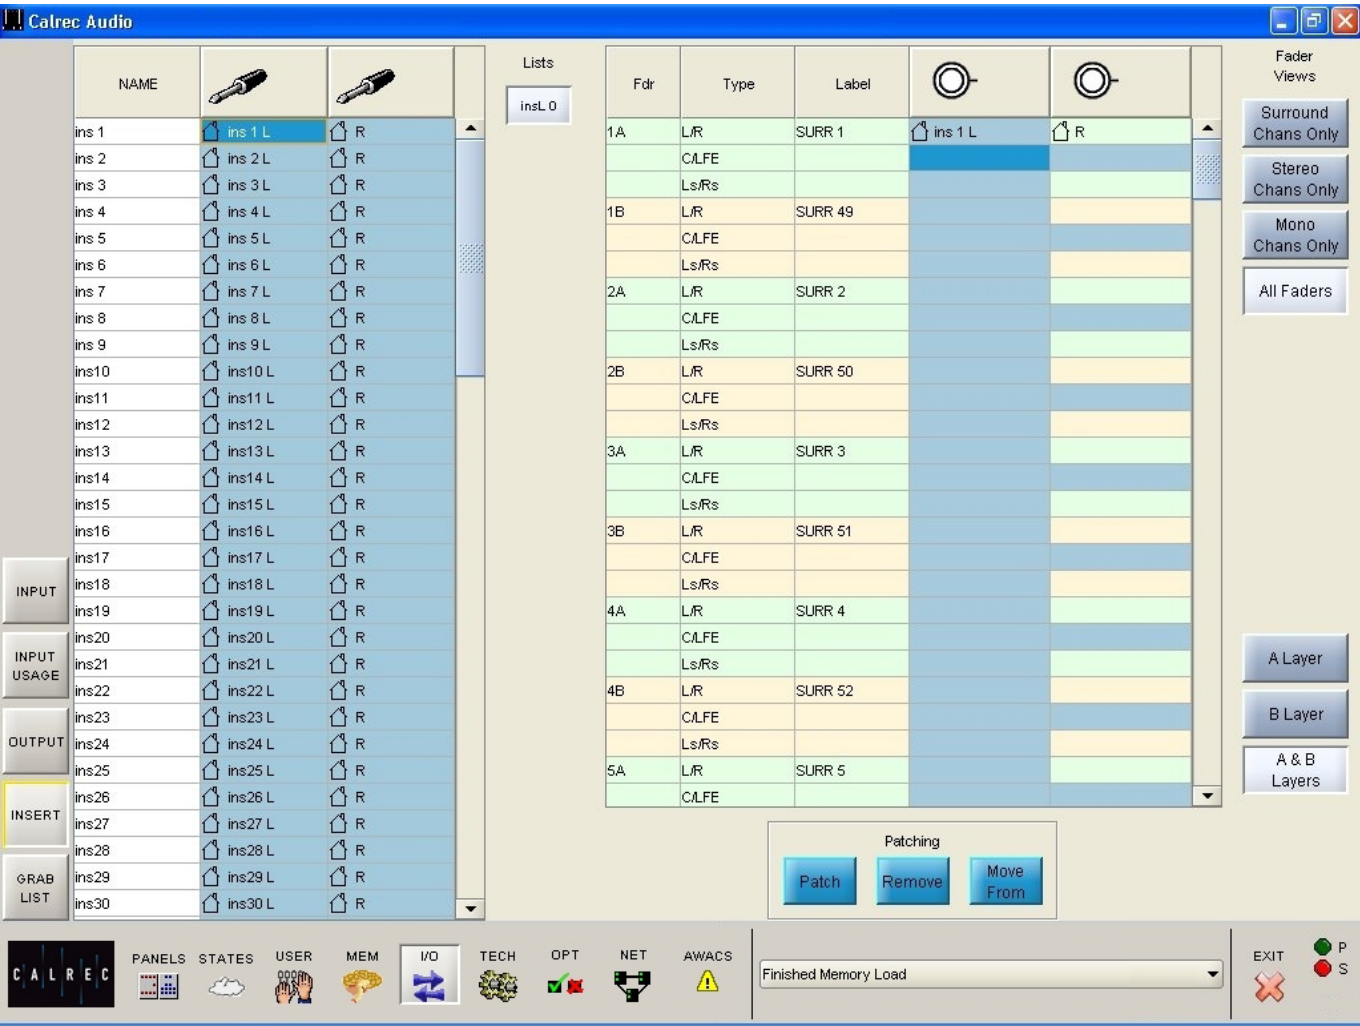 Calrec Audio
NAME
ins 1 ins 1 L R
ins 2 ins 2 L R
ins 3 ins 3 L R
ins 4 ins 4 L R
ins 5 ins 5 L R
ins 6 ins 6 L R
ins 7 ins 7 L R
ins 8 ins 8 L R
ins 9 ins 9 L R
ins10 ins10 L R
ins11 ins11 L R
ins12 ins12 L R
ins13 ins13 L R
ins14 ins14 L R
ins15 ins15 L R
ins16 ins16 L R
ins17 ins17 L R
ins18 ins18 L R
ins19 ins19 L R
ins20 ins20 L R
ins21 ins21 L R
ins22 ins22 L R
ins23 ins23 L R
ins24 ins24 L R
ins25 ins25 L R
ins26 ins26 L R
ins27 ins27 L R
ins28 ins28 L R
ins29 ins29 L R
ins30 ins30 L R
INPUT
INPUT
USAGE
OUTPUT
INSERT
GRAB
LIST
Lists
insL 0
Fdr Type Label
1A L/R SURR 1 ins 1 L R
C/LFE
Ls/Rs
1B L/R SURR 49
C/LFE
Ls/Rs
2A L/R SURR 2
C/LFE
Ls/Rs
2B L/R SURR 50
C/LFE
Ls/Rs
3A L/R SURR 3
C/LFE
Ls/Rs
3B L/R SURR 51
C/LFE
Ls/Rs
4A L/R SURR 4
C/LFE
Ls/Rs
4B L/R SURR 52
C/LFE
Ls/Rs
5A L/R SURR 5
C/LFE
Fader
Views
Surround
Chans Only
Stereo
Chans Only
Mono
Chans Only
All Faders
A Layer
B Layer
A & B
Layers
Patching
Patch Remove Move
From
CALREC
PANELS STATES USER MEM I/O TECH OPT NET AWACS
Finished Memory Load
EXIT
P
S